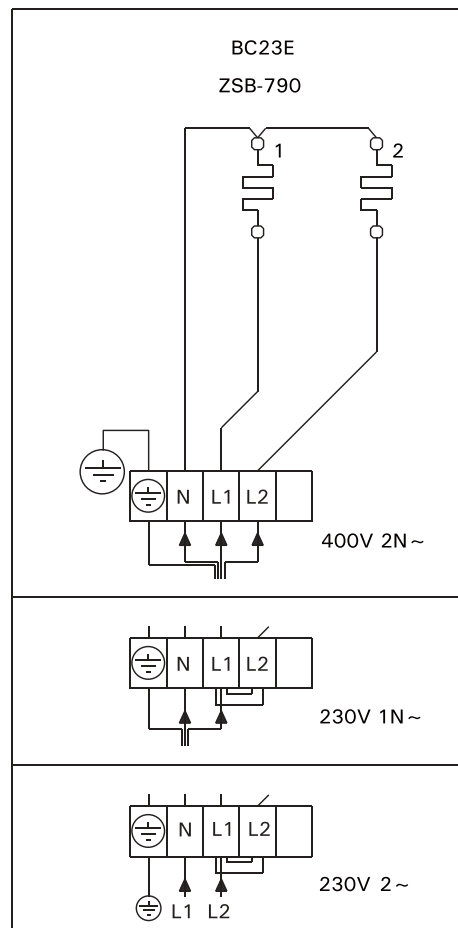 BC23E
ZSB-790
1 2
N L1 L2
400V 2N~
N L1 L2
230V 1N~
N L1 L2
230V 2~
L1 L2